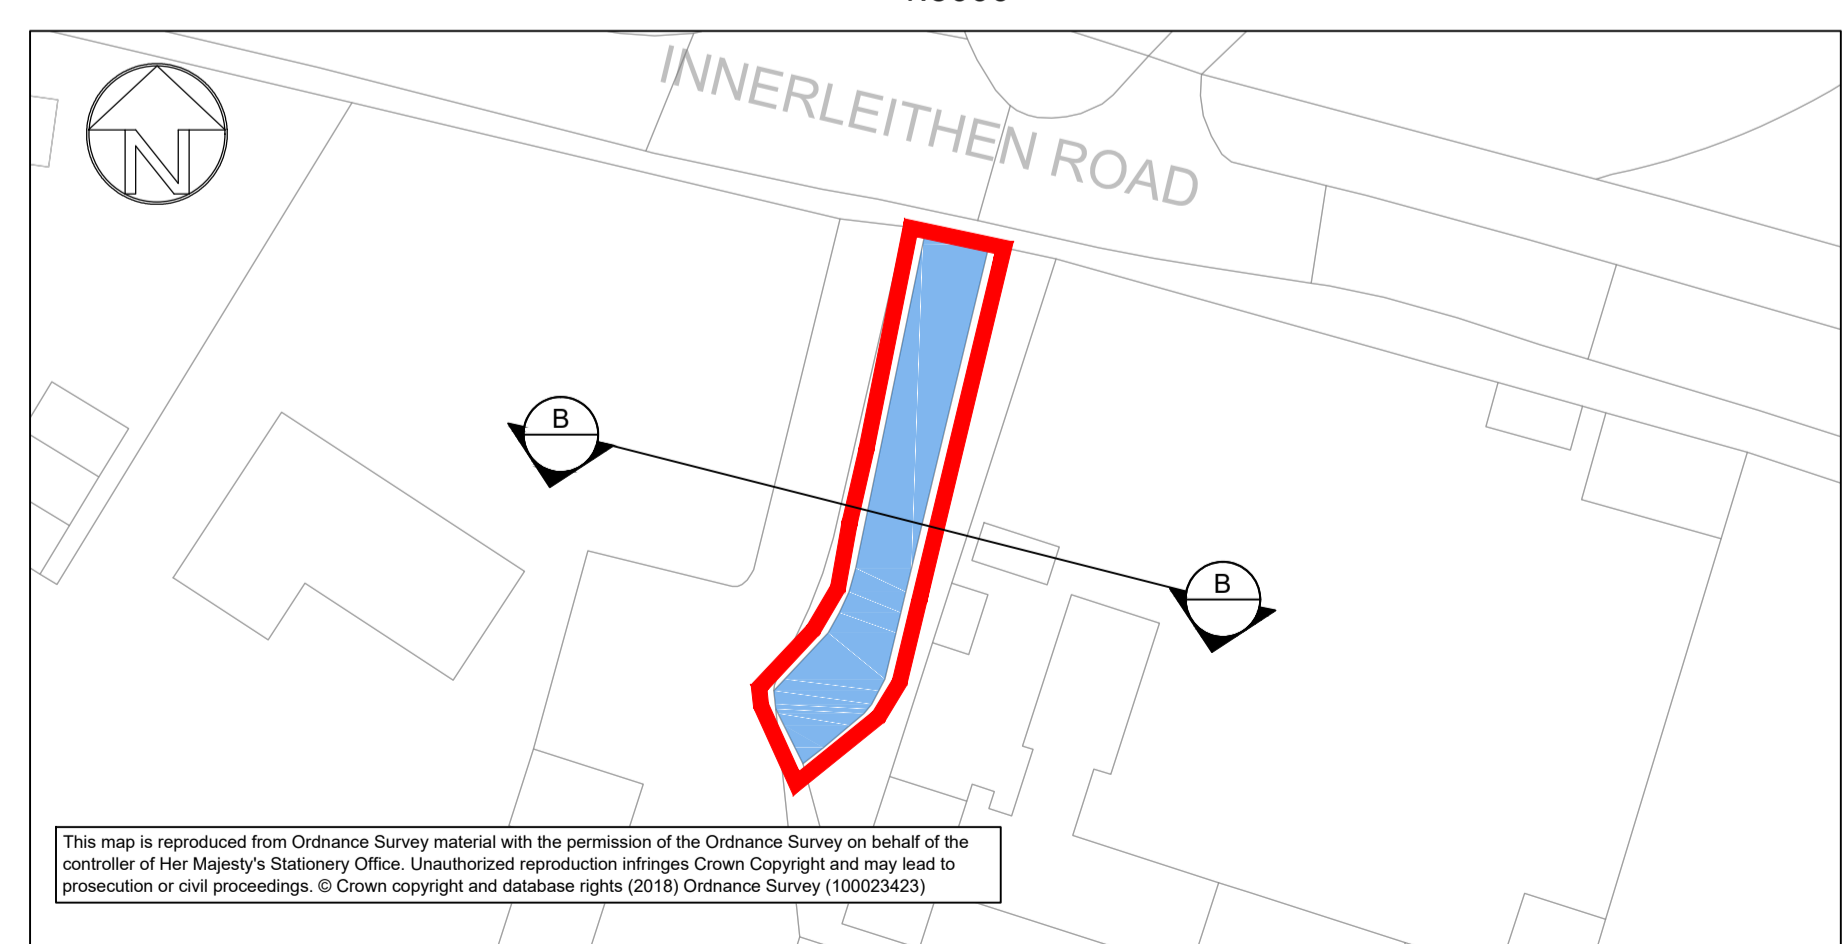 INNERLEITHEN ROAD
N
B
B
This map is reproduced from Ordnance Survey material with the permission of the Ordnance Survey on behalf of the
controller of Her Majesty's Stationery Office. Unauthorized reproduction infringes Crown Copyright and may lead to
prosecution or civil proceedings. © Crown copyright and database rights (2018) Ordnance Survey (100023423)